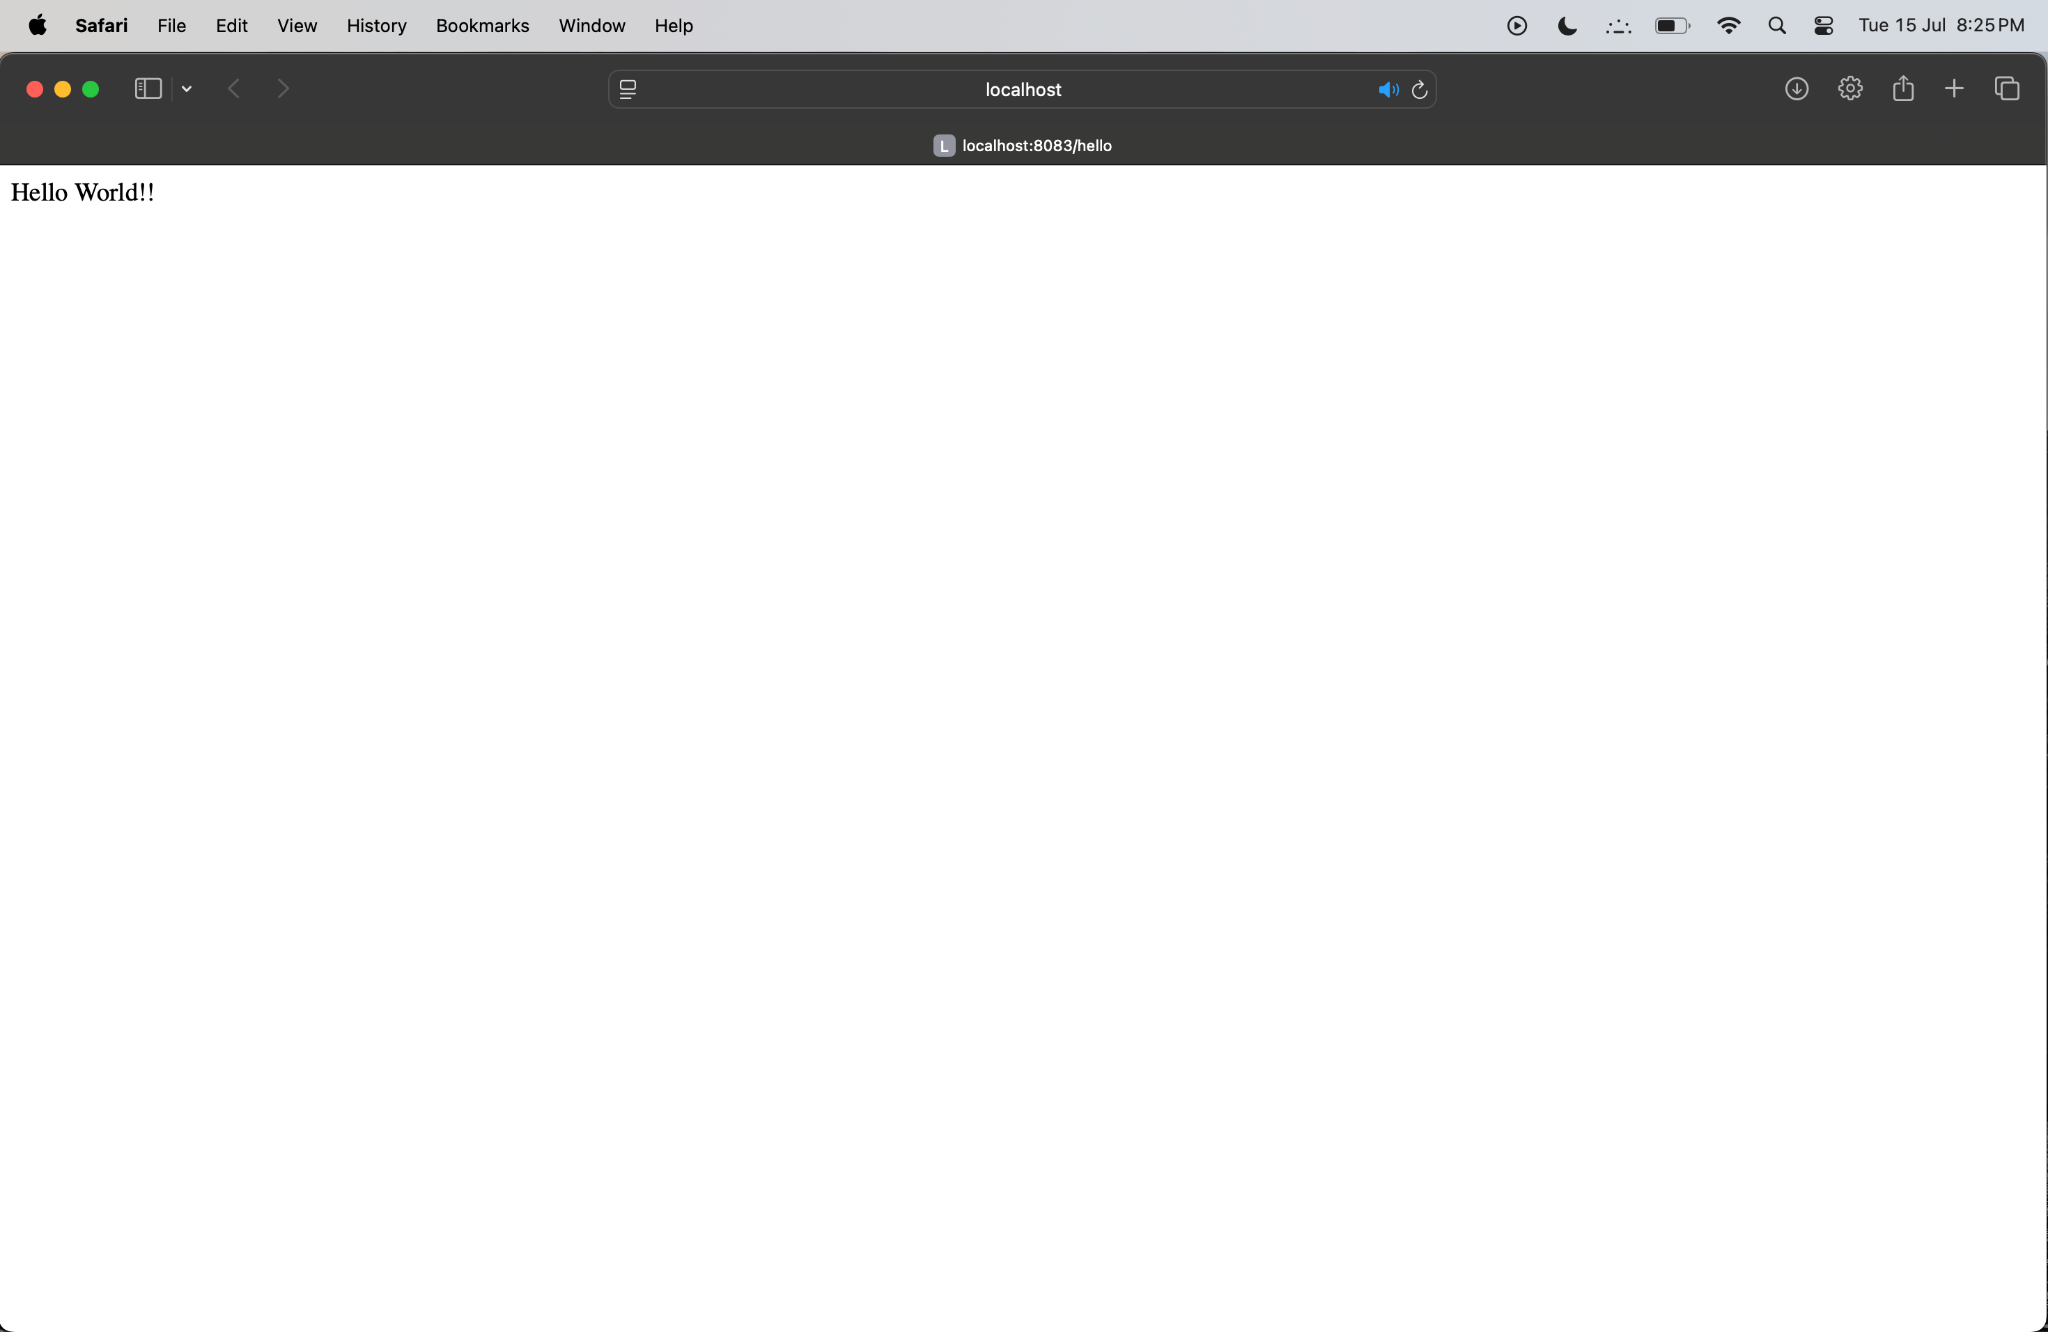 Safari File Edit View History Bookmarks Window Help Tue 15 Jul 8:25 PM
localhost
L localhost:8083/hello
Hello World!!